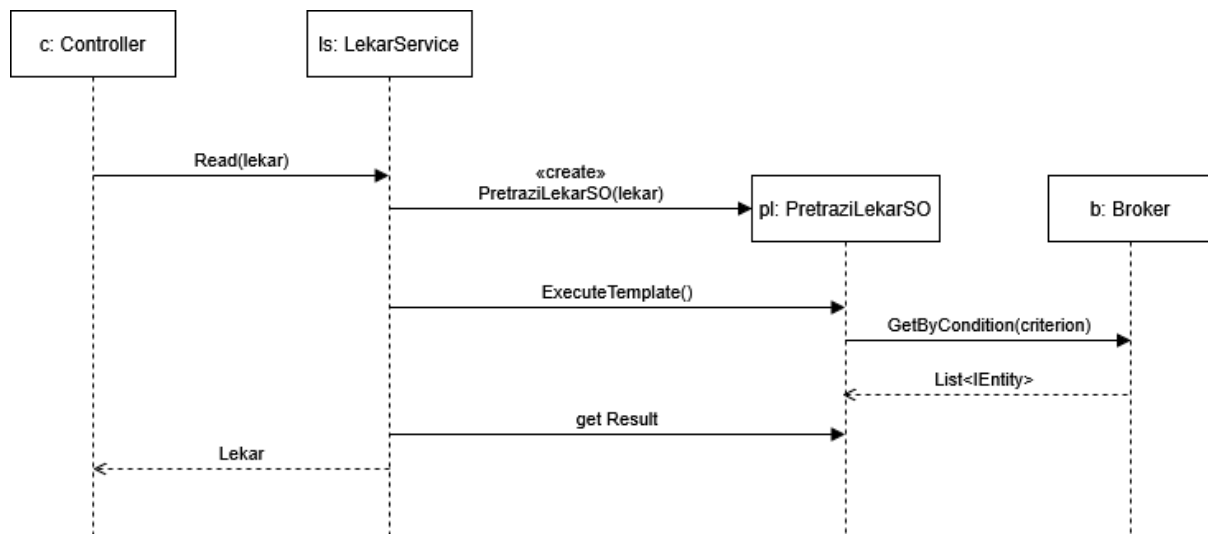 c: Controller
ls: LekarService
Read(lekar)
«create»
PretraziLekarSO(lekar)
pl: PretraziLekarSO
b: Broker
ExecuteTemplate()
GetByCondition(criterion)
List<IEntity>
get Result
Lekar